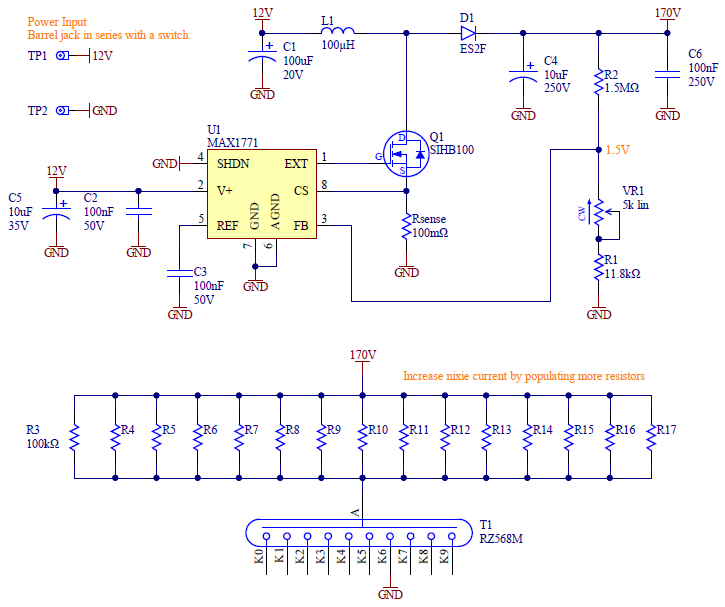 Power Input
Barrel jack in series with a switch
TP1
12V
TP2
GND
12V
L1
100µH
D1
ES2F
170V
C1
100uF
20V
GND
C4
10uF
250V
GND
R2
1.5MΩ
C6
100nF
250V
GND
U1
MAX1771
GND
4
SHDN
EXT
1
2
V+
CS
8
5
REF
GND
AGND
FB
3
7
6
GND
D
G
S
Q1
SIHB100
1.5V
12V
C5
10uF
35V
GND
C2
100nF
50V
GND
C3
100nF
50V
GND
Rsense
100mΩ
GND
CW
VR1
5k lin
R1
11.8kΩ
GND
170V
Increase nixie current by populating more resistors
R3
100kΩ
R4
R5
R6
R7
R8
R9
R10
R11
R12
R13
R14
R15
R16
R17
A
T1
RZ568M
K0
K1
K2
K3
K4
K5
K6
K7
K8
K9
GND